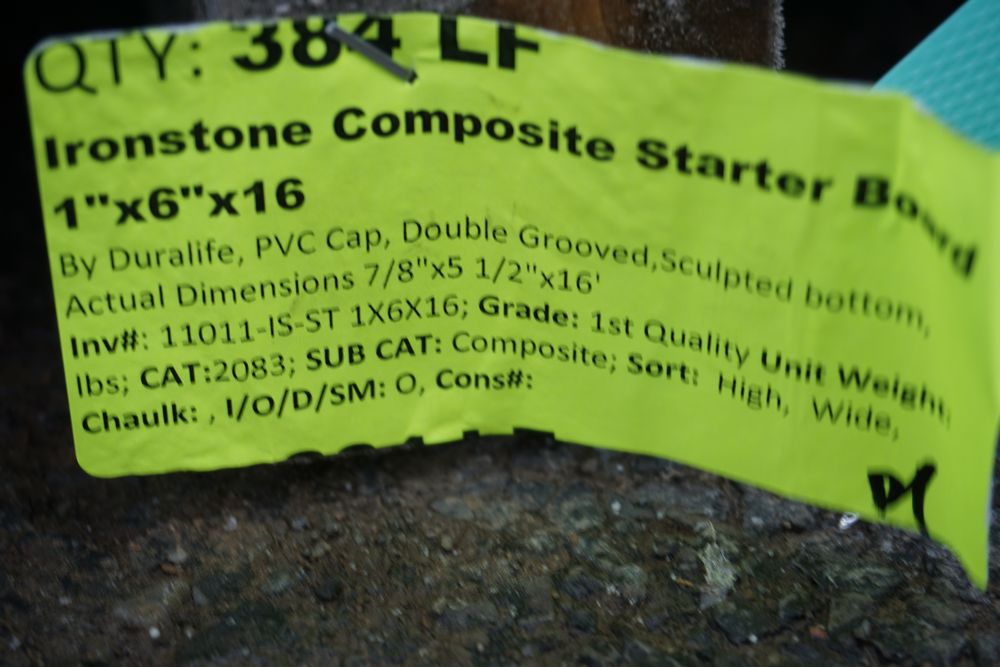 QTY: 384 LF
Ironstone Composite Starter Board
1"x6"x16
By Duralife, PVC Cap, Double Grooved,Sculpted bottom,
Actual Dimensions 7/8"x5 1/2"x16'
Inv#: 11011-IS-ST 1X6X16; Grade: 1st Quality Unit Weight:
lbs; CAT:2083; SUB CAT: Composite; Sort: High, Wide,
Chaulk: , I/O/D/SM: O, Cons#: